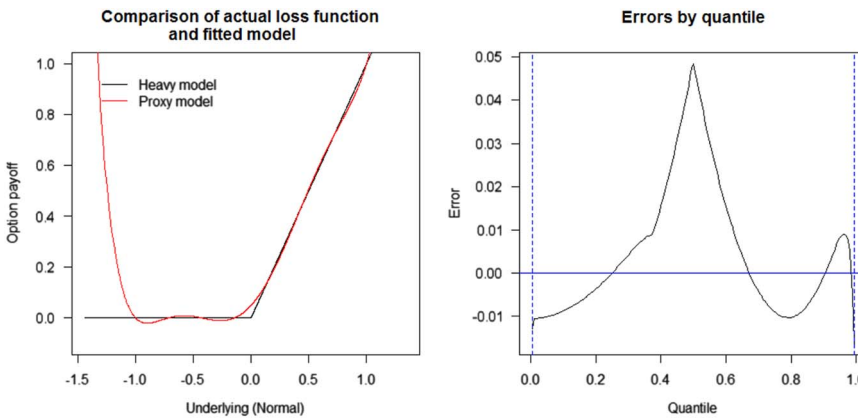 Comparison of actual loss function
and fitted model
Heavy model
Proxy model
1.0
0.8
0.6
0.4
0.2
0.0
Option payoff
-1.5 -1.0 -0.5 0.0 0.5 1.0
Underlying (Normal)
Errors by quantile
0.05
0.04
0.03
0.02
0.01
0.00
-0.01
Error
0.0 0.2 0.4 0.6 0.8 1.0
Quantile